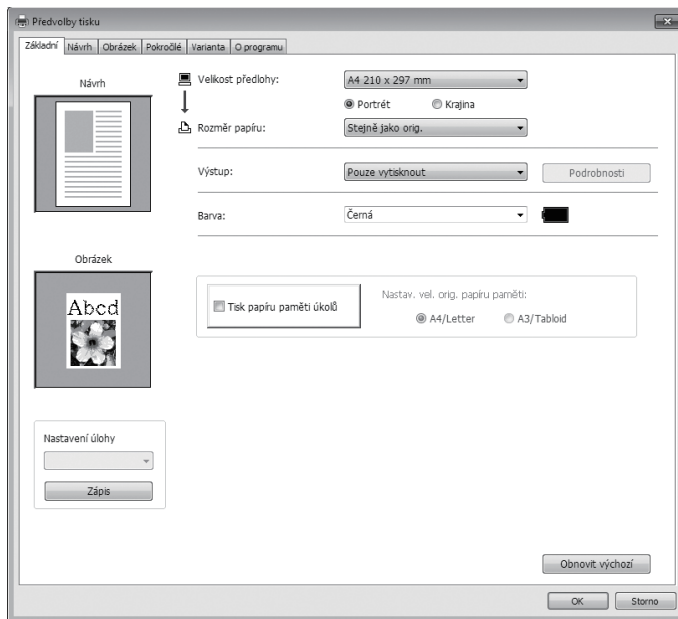 Předvolby tisku
Základní Návrh Obrázek Pokročilé Varianta O programu
Návrh
Velikost předlohy: A4 210 x 297 mm
Portrét Krajina
Rozměr papíru: Stejně jako orig.
Výstup: Pouze vytisknout Podrobnosti
Barva: Černá
Obrázek
Abcd
Tisk papíru paměti úkolů
Nastav. vel. orig. papíru paměti:
A4/Letter A3/Tabloid
Nastavení úlohy
Zápis
Obnovit výchozí
OK Storno